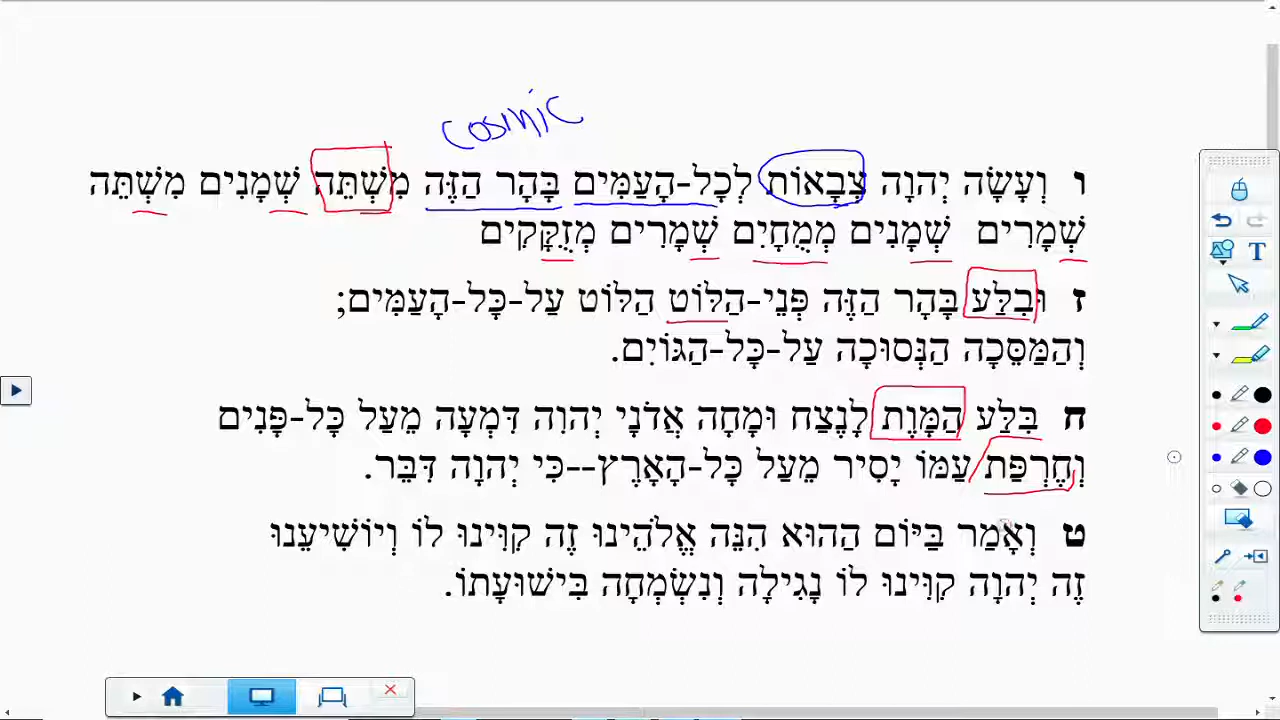 cosmic
ו וְעָשָׂה יְהוָה צְבָאוֹת לְכָל-הָעַמִּים בָּהָר הַזֶּה מִשְׁתֵּה שְׁמָנִים מִשְׁתֵּה
שְׁמָרִים שְׁמָנִים מְמֻחָיִם שְׁמָרִים מְזֻקָּקִים
ז וּבִלַּע בָּהָר הַזֶּה פְּנֵי-הַלּוֹט הַלּוֹט עַל-כָּל-הָעַמִּים;
וְהַמַּסֵּכָה הַנְּסוּכָה עַל-כָּל-הַגּוֹיִם.
ח בִּלַּע הַמָּוֶת לָנֶצַח וּמָחָה אֲדֹנָי יְהוִה דִּמְעָה מֵעַל כָּל-פָּנִים
וְחֶרְפַּת עַמּוֹ יָסִיר מֵעַל כָּל-הָאָרֶץ--כִּי יְהוָה דִּבֵּר.
ט וְאָמַר בַּיּוֹם הַהוּא הִנֵּה אֱלֹהֵינוּ זֶה קִוִּינוּ לוֹ וְיוֹשִׁיעֵנוּ
זֶה יְהוָה קִוִּינוּ לוֹ נָגִילָה וְנִשְׂמְחָה בִּישׁוּעָתוֹ.
T